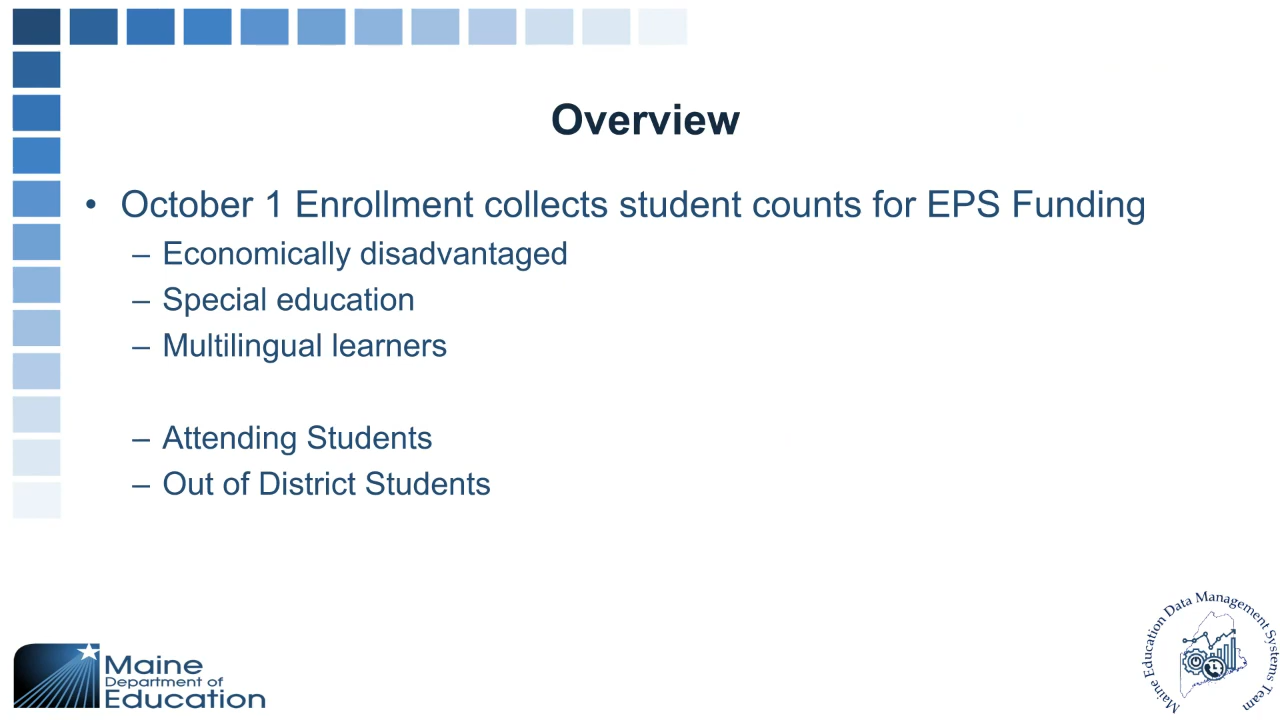 Overview
• October 1 Enrollment collects student counts for EPS Funding
– Economically disadvantaged
– Special education
– Multilingual learners
– Attending Students
– Out of District Students
Maine
Department of
Education
Maine Education Data Management Systems Team